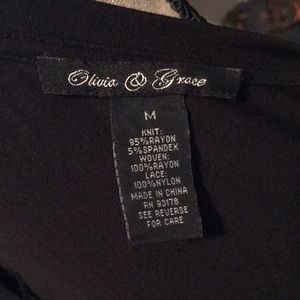 Olivia & Grace
M
KNIT:
95%RAYON
5%SPANDEX
WOVEN:
100%RAYON
LACE:
100%NYLON
MADE IN CHINA
RN 93178
SEE REVERSE
FOR CARE